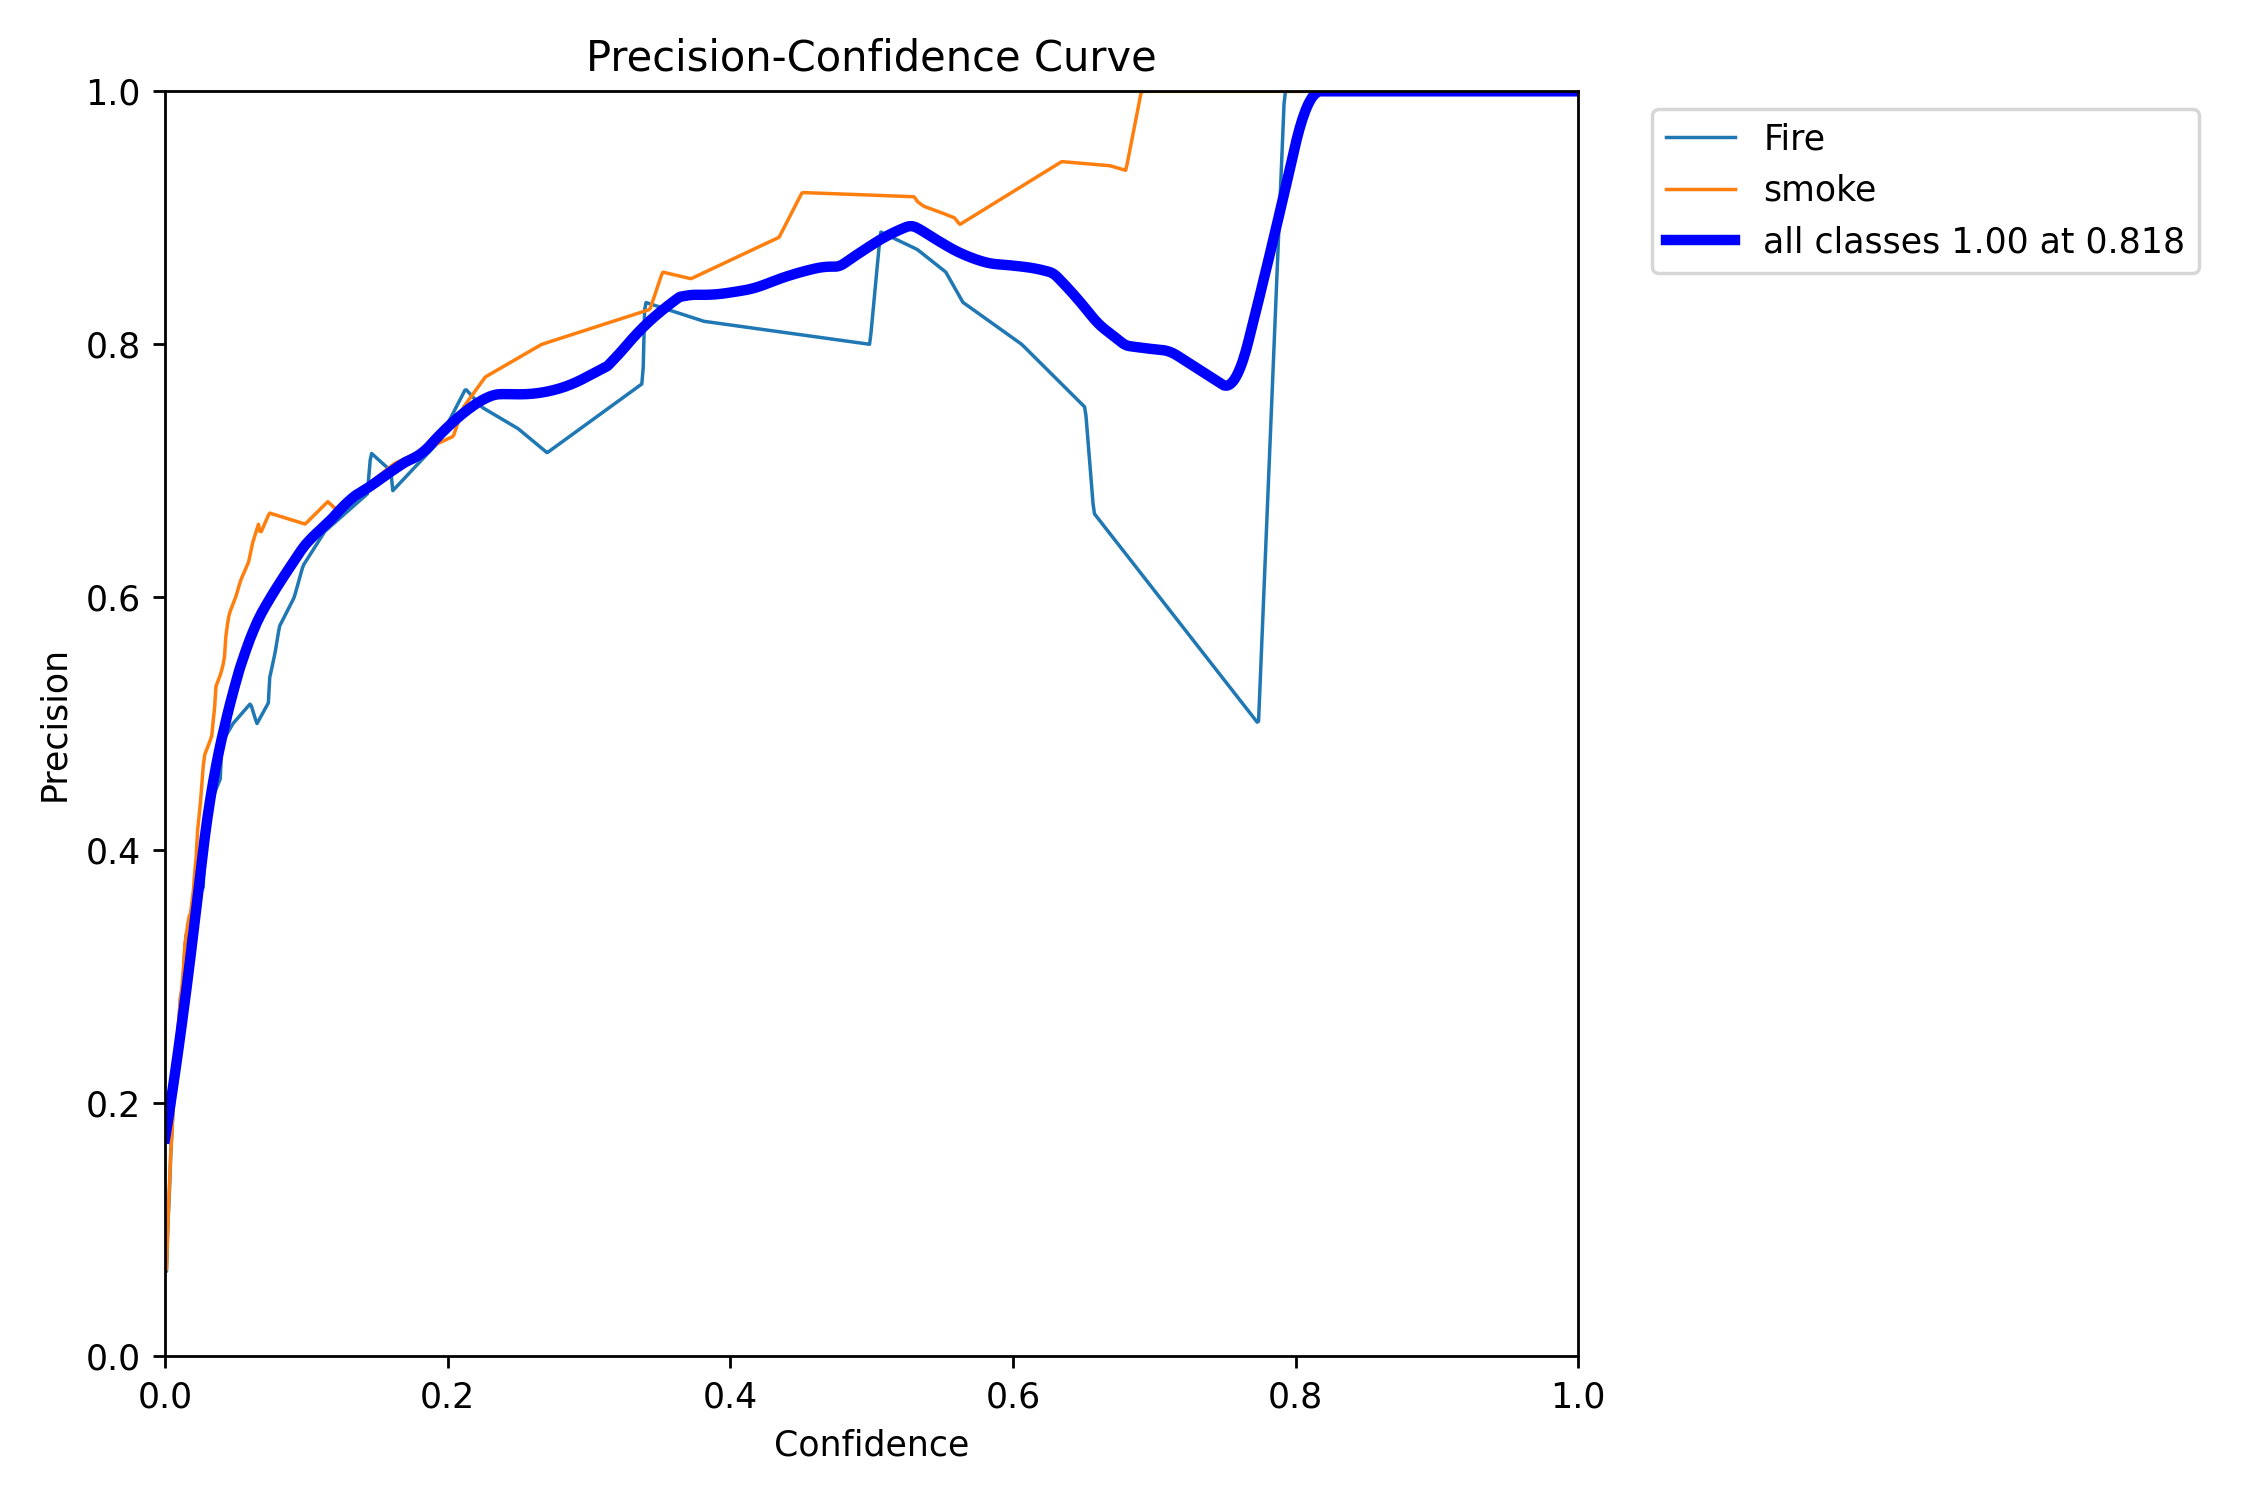 Precision-Confidence Curve
1.0
0.8
0.6
0.4
0.2
0.0
Precision
0.0 0.2 0.4 0.6 0.8 1.0
Confidence
Fire
smoke
all classes 1.00 at 0.818